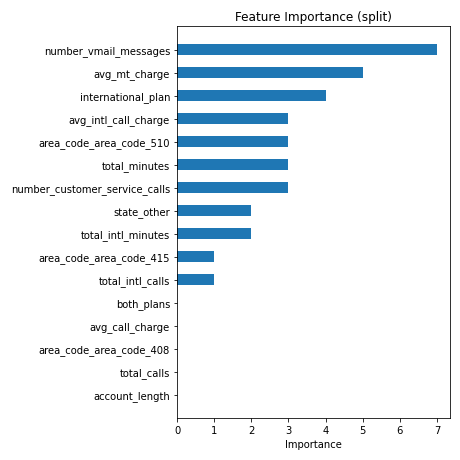 Feature Importance (split)
number_vmail_messages
avg_mt_charge
international_plan
avg_intl_call_charge
area_code_area_code_510
total_minutes
number_customer_service_calls
state_other
total_intl_minutes
area_code_area_code_415
total_intl_calls
both_plans
avg_call_charge
area_code_area_code_408
total_calls
account_length
0 1 2 3 4 5 6 7
Importance